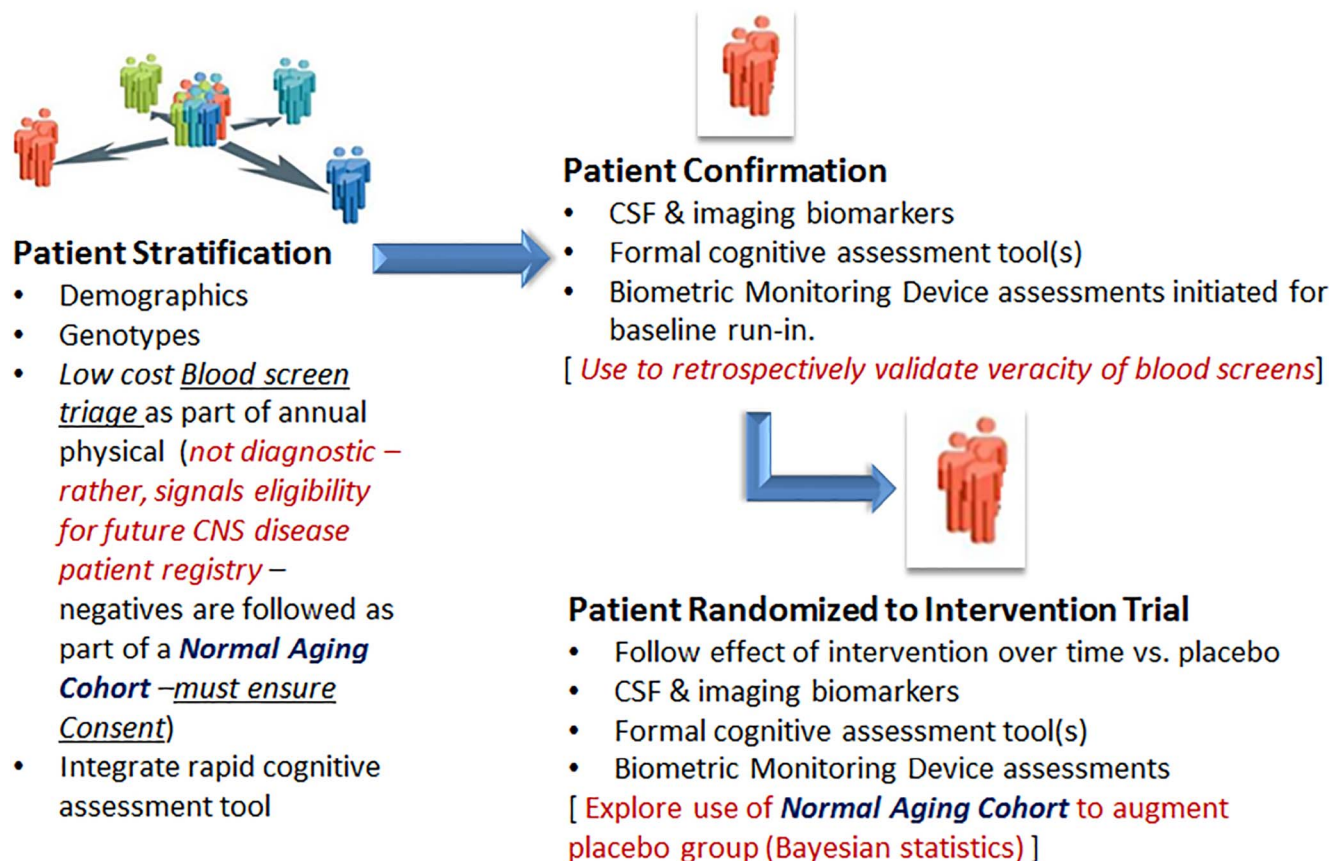 Patient Stratification
• Demographics
• Genotypes
• Low cost Blood screen
triage as part of annual
physical (not diagnostic –
rather, signals eligibility
for future CNS disease
patient registry –
negatives are followed as
part of a Normal Aging
Cohort –must ensure
Consent)
• Integrate rapid cognitive
assessment tool
Patient Confirmation
• CSF & imaging biomarkers
• Formal cognitive assessment tool(s)
• Biometric Monitoring Device assessments initiated for
baseline run-in.
[ Use to retrospectively validate veracity of blood screens]
Patient Randomized to Intervention Trial
• Follow effect of intervention over time vs. placebo
• CSF & imaging biomarkers
• Formal cognitive assessment tool(s)
• Biometric Monitoring Device assessments
[ Explore use of Normal Aging Cohort to augment
placebo group (Bayesian statistics) ]